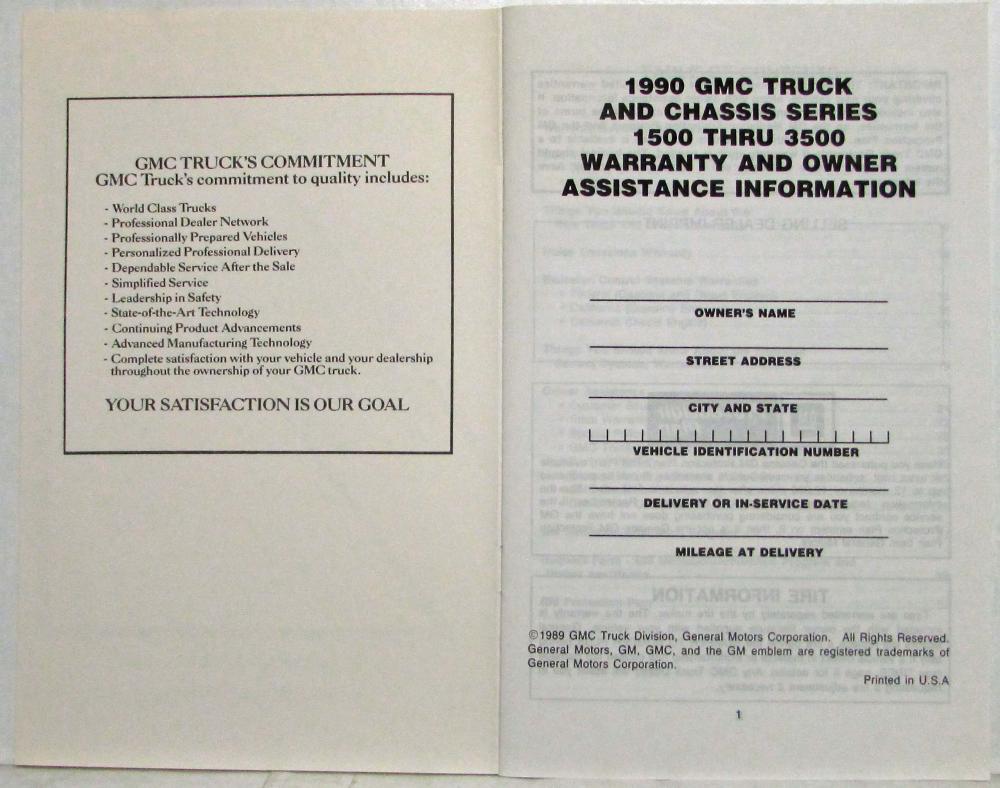 GMC TRUCK'S COMMITMENT
GMC Truck's commitment to quality includes:
- World Class Trucks
- Professional Dealer Network
- Professionally Prepared Vehicles
- Personalized Professional Delivery
- Dependable Service After the Sale
- Simplified Service
- Leadership in Safety
- State-of-the-Art Technology
- Continuing Product Advancements
- Advanced Manufacturing Technology
- Complete satisfaction with your vehicle and your dealership
throughout the ownership of your GMC truck.
YOUR SATISFACTION IS OUR GOAL
1990 GMC TRUCK
AND CHASSIS SERIES
1500 THRU 3500
WARRANTY AND OWNER
ASSISTANCE INFORMATION
OWNER'S NAME
STREET ADDRESS
CITY AND STATE
VEHICLE IDENTIFICATION NUMBER
DELIVERY OR IN-SERVICE DATE
MILEAGE AT DELIVERY
©1989 GMC Truck Division, General Motors Corporation. All Rights Reserved.
General Motors, GM, GMC, and the GM emblem are registered trademarks of
General Motors Corporation.
Printed in U.S.A
1